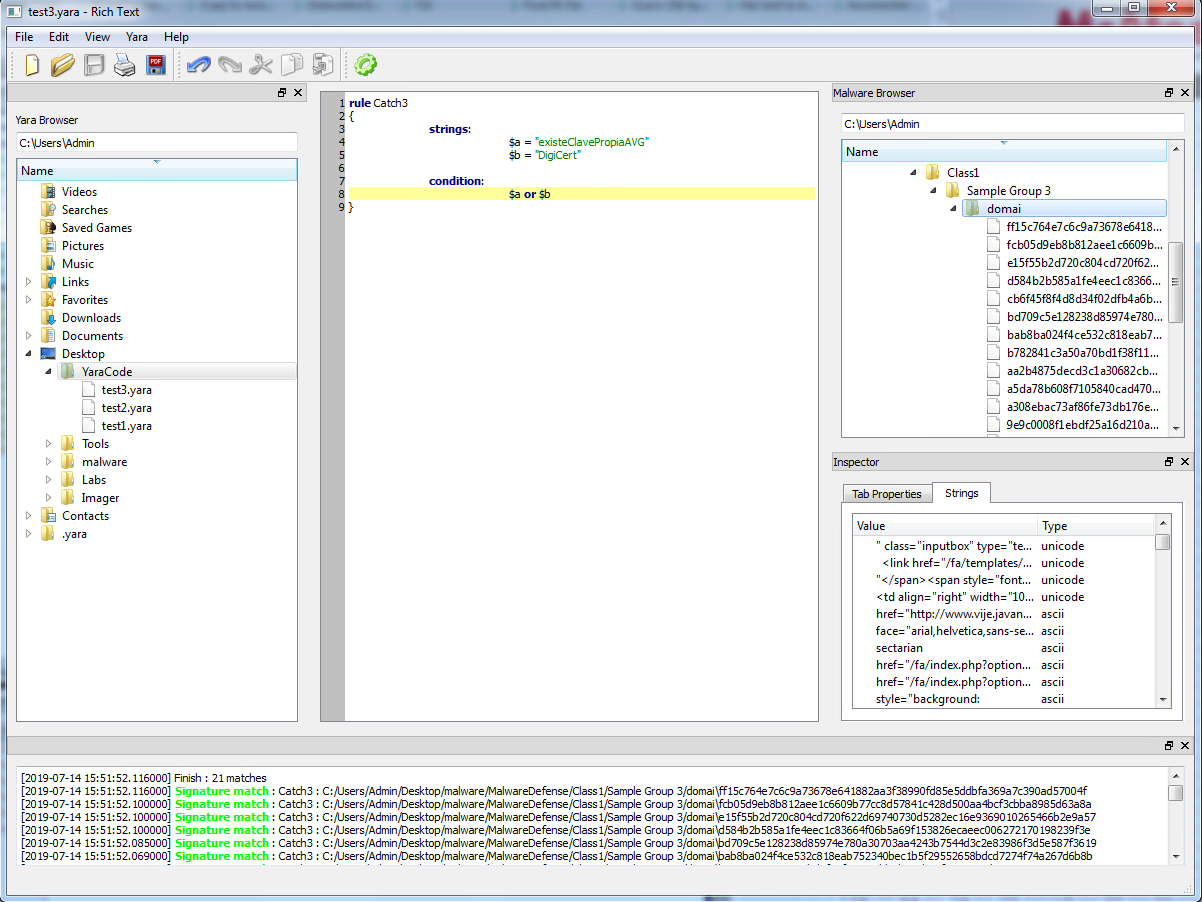 test3.yara - Rich Text
File Edit View Yara Help
Yara Browser
C:\Users\Admin
Name
Videos
Searches
Saved Games
Pictures
Music
Links
Favorites
Downloads
Documents
Desktop
YaraCode
test3.yara
test2.yara
test1.yara
Tools
malware
Labs
Imager
Contacts
.yara
1 rule Catch3
2 {
3 strings:
4 $a = "existeClavePropiaAVG"
5 $b = "DigiCert"
6
7 condition:
8 $a or $b
9 }
Malware Browser
C:\Users\Admin
Name
Class1
Sample Group 3
domai
ff15c764e7c6c9a73678e6418...
fcb05d9eb8b812aee1c6609b...
e15f55b2d720c804cd720f62...
d584b2b585a1fe4eec1c8366...
cb6f45f8f4d8d34f02dfb4a6b...
bd709c5e128238d85974e780...
bab8ba024f4ce532c818eab7...
b782841c3a50a70bd1f38f11...
aa2b4875decd3c1a30682cb...
a5da78b608f7105840cad470...
a308ebac73af86fe73db176e...
9e9c0008f1ebdf25a16d210a...
Inspector
Tab Properties Strings
Value Type
" class="inputbox" type="te... unicode
<link href="/fa/templates/... unicode
"</span><span style="font... unicode
<td align="right" width="10... unicode
href="http://www.vije.javan... ascii
face="arial,helvetica,sans-se... ascii
sectarian ascii
href="/fa/index.php?option... ascii
href="/fa/index.php?option... ascii
style="background: ascii
[2019-07-14 15:51:52.116000] Finish : 21 matches
[2019-07-14 15:51:52.116000] Signature match : Catch3 : C:/Users/Admin/Desktop/malware/MalwareDefense/Class1/Sample Group 3/domai\ff15c764e7c6c9a73678e641882aa3f38990fd85e5ddbfa369a7c390ad57004f
[2019-07-14 15:51:52.100000] Signature match : Catch3 : C:/Users/Admin/Desktop/malware/MalwareDefense/Class1/Sample Group 3/domai\fcb05d9eb8b812aee1c6609b77cc8d57841c428d500aa4bcf3cbba8985d63a8a
[2019-07-14 15:51:52.100000] Signature match : Catch3 : C:/Users/Admin/Desktop/malware/MalwareDefense/Class1/Sample Group 3/domai\e15f55b2d720c804cd720f622d69740730d5282ec16e9369010265466b2e9a57
[2019-07-14 15:51:52.100000] Signature match : Catch3 : C:/Users/Admin/Desktop/malware/MalwareDefense/Class1/Sample Group 3/domai\d584b2b585a1fe4eec1c83664f06b5a69f153826ecaeec006272170198239f3e
[2019-07-14 15:51:52.085000] Signature match : Catch3 : C:/Users/Admin/Desktop/malware/MalwareDefense/Class1/Sample Group 3/domai\bd709c5e128238d85974e780a30703aa4243b7544d3c2e83986f3d5e587f3619
[2019-07-14 15:51:52.069000] Signature match : Catch3 : C:/Users/Admin/Desktop/malware/MalwareDefense/Class1/Sample Group 3/domai\bab8ba024f4ce532c818eab752340bec1b5f29552658bdcd7274f74a267d6b8b